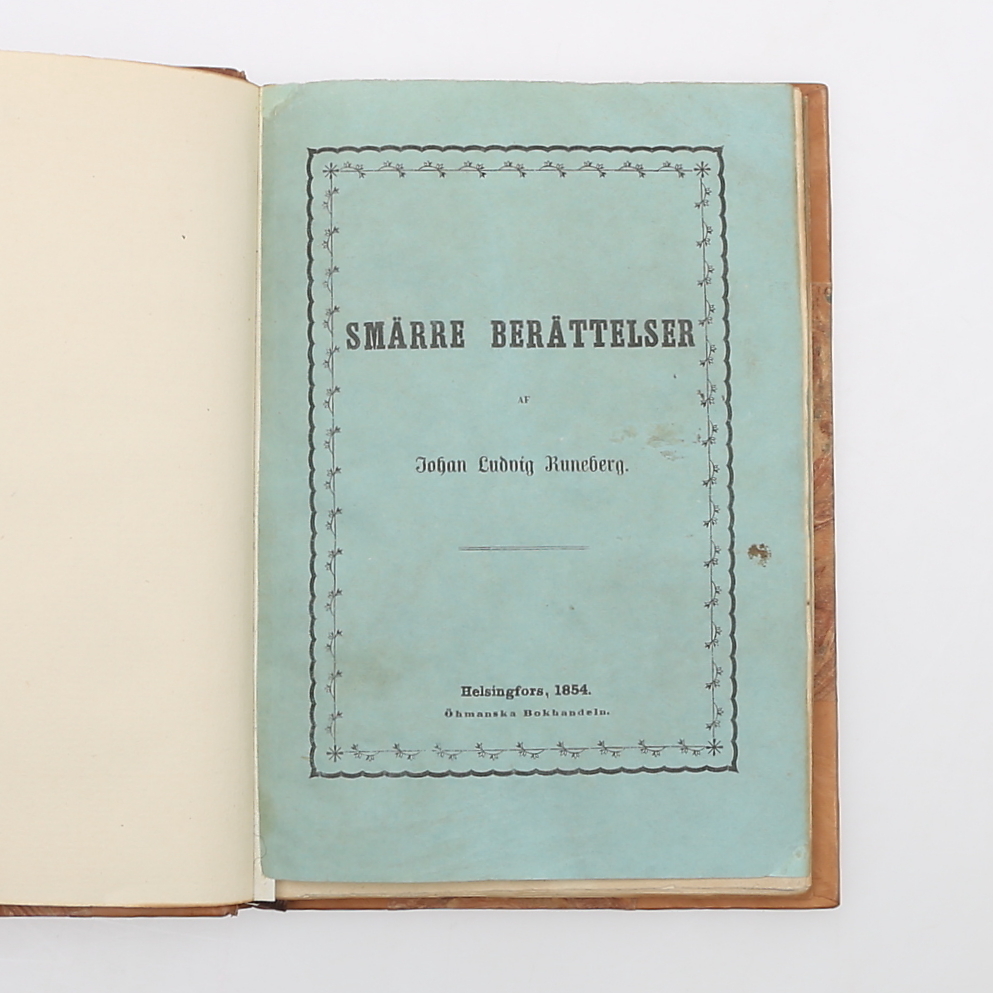 SMÄRRE BERÄTTELSER
AF
Johan Ludvig Runeberg.
Helsingfors, 1854.
Öhmanska Bokhandeln.